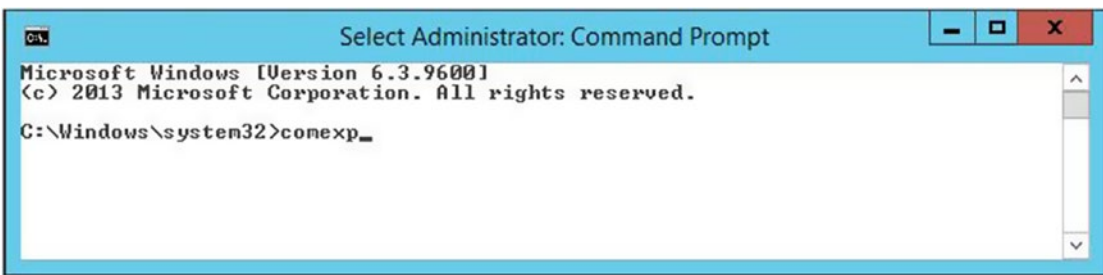 Select Administrator: Command Prompt
Microsoft Windows [Version 6.3.9600]
(c) 2013 Microsoft Corporation. All rights reserved.
C:\Windows\system32>comexp_